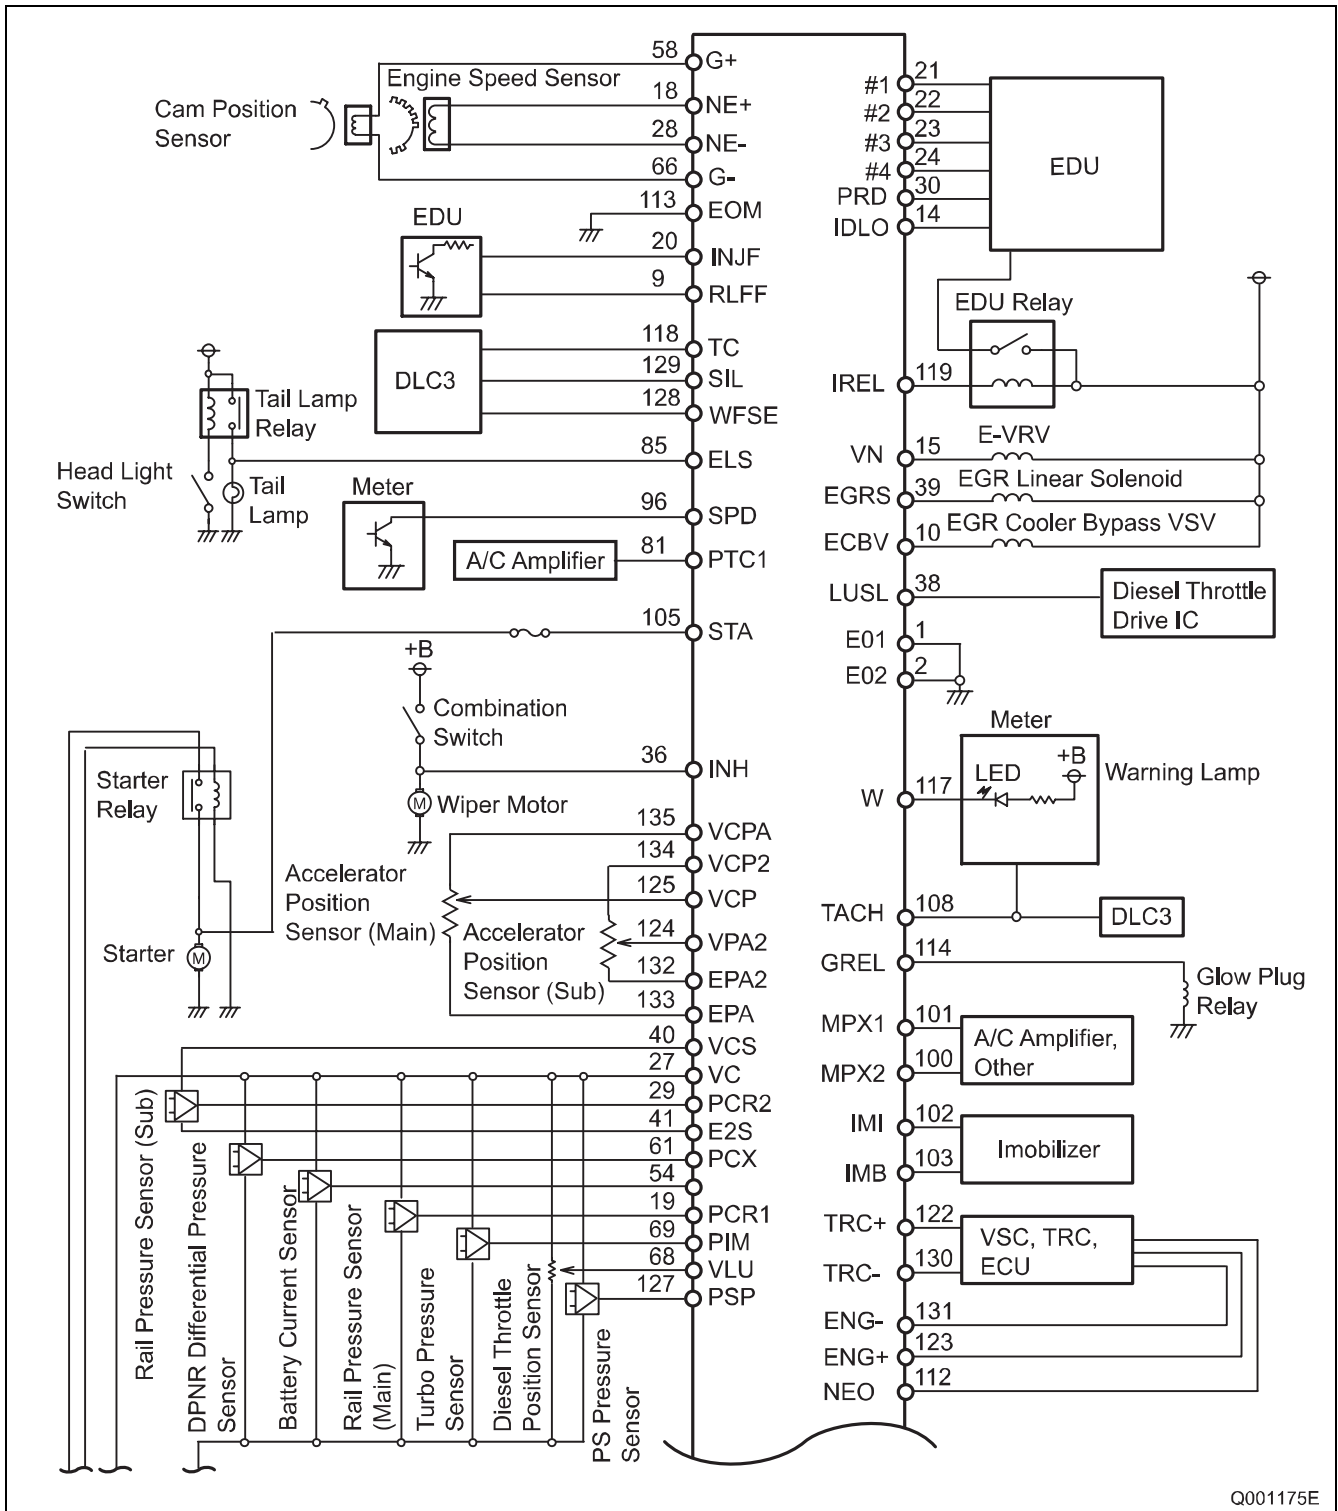 58
G+
Engine Speed Sensor
18
NE+
Cam Position
Sensor
28
NE-
66
G-
113
EOM
EDU
20
INJF
9
RLFF
118
TC
DLC3
129
SIL
128
WFSE
Tail Lamp
Relay
85
ELS
Head Light
Switch
Tail
Lamp
Meter
96
SPD
A/C Amplifier
81
PTC1
105
STA
+B
Combination
Switch
36
INH
Starter
Relay
M
Wiper Motor
135
VCPA
134
VCP2
125
VCP
Accelerator
Position
Sensor (Main)
124
VPA2
Accelerator
Position
Sensor (Sub)
132
EPA2
Starter
M
133
EPA
40
VCS
27
VC
29
PCR2
41
E2S
61
PCX
54
19
PCR1
69
PIM
68
VLU
127
PSP
Rail Pressure Sensor (Sub)
DPNR Differential Pressure
Sensor
Battery Current Sensor
Rail Pressure Sensor
(Main)
Turbo Pressure
Sensor
Diesel Throttle
Position Sensor
PS Pressure
Sensor
#1
21
#2
22
#3
23
#4
24
PRD
30
IDLO
14
EDU
EDU Relay
IREL
119
E-VRV
VN
15
EGR Linear Solenoid
EGRS
39
EGR Cooler Bypass VSV
ECBV
10
LUSL
38
Diesel Throttle
Drive IC
E01
1
E02
2
Meter
+B
LED
Warning Lamp
W
117
TACH
108
DLC3
GREL
114
Glow Plug
Relay
MPX1
101
A/C Amplifier,
Other
MPX2
100
IMI
102
Imobilizer
IMB
103
TRC+
122
VSC, TRC,
ECU
TRC-
130
ENG-
131
ENG+
123
NEO
112
Q001175E